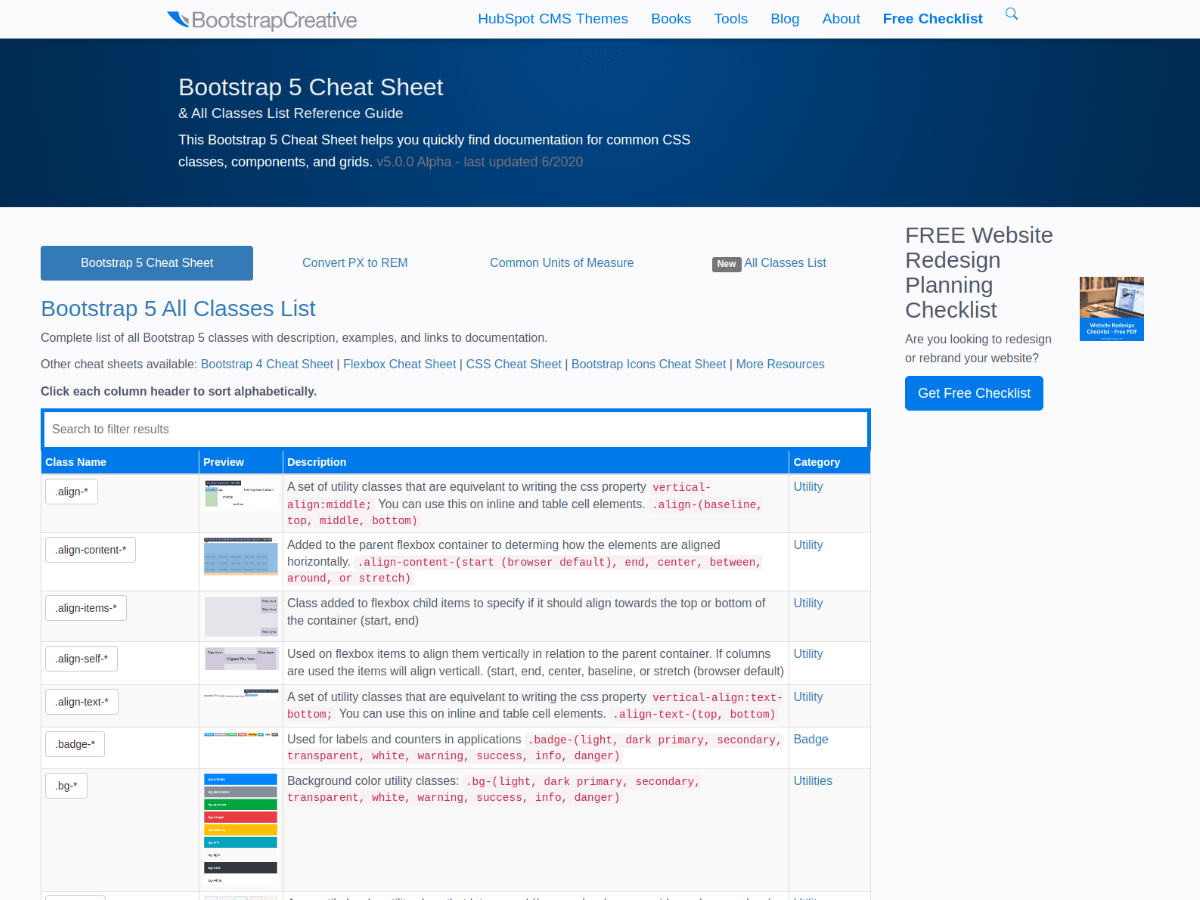 BootstrapCreative
HubSpot CMS Themes Books Tools Blog About Free Checklist
Bootstrap 5 Cheat Sheet
& All Classes List Reference Guide
This Bootstrap 5 Cheat Sheet helps you quickly find documentation for common CSS
classes, components, and grids. v5.0.0 Alpha - last updated 6/2020
Bootstrap 5 Cheat Sheet Convert PX to REM Common Units of Measure New All Classes List
Bootstrap 5 All Classes List
Complete list of all Bootstrap 5 classes with description, examples, and links to documentation.
Other cheat sheets available: Bootstrap 4 Cheat Sheet | Flexbox Cheat Sheet | CSS Cheat Sheet | Bootstrap Icons Cheat Sheet | More Resources
Click each column header to sort alphabetically.
Search to filter results
Class Name Preview Description Category
.align-*
A set of utility classes that are equivelant to writing the css property vertical-
align:middle; You can use this on inline and table cell elements. .align-(baseline,
top, middle, bottom)
Utility
.align-content-*
Added to the parent flexbox container to determing how the elements are aligned
horizontally. .align-content-(start (browser default), end, center, between,
around, or stretch)
Utility
.align-items-*
Class added to flexbox child items to specify if it should align towards the top or bottom of
the container (start, end)
Utility
.align-self-*
Used on flexbox items to align them vertically in relation to the parent container. If columns
are used the items will align verticall. (start, end, center, baseline, or stretch (browser default)
Utility
.align-text-*
A set of utility classes that are equivelant to writing the css property vertical-align:text-
bottom; You can use this on inline and table cell elements. .align-text-(top, bottom)
Utility
.badge-*
Used for labels and counters in applications .badge-(light, dark primary, secondary,
transparent, white, warning, success, info, danger)
Badge
.bg-*
Background color utility classes: .bg-(light, dark primary, secondary,
transparent, white, warning, success, info, danger)
Utilities
FREE Website
Redesign
Planning
Checklist
Are you looking to redesign
or rebrand your website?
Get Free Checklist
Website Redesign
Checklist - Free PDF